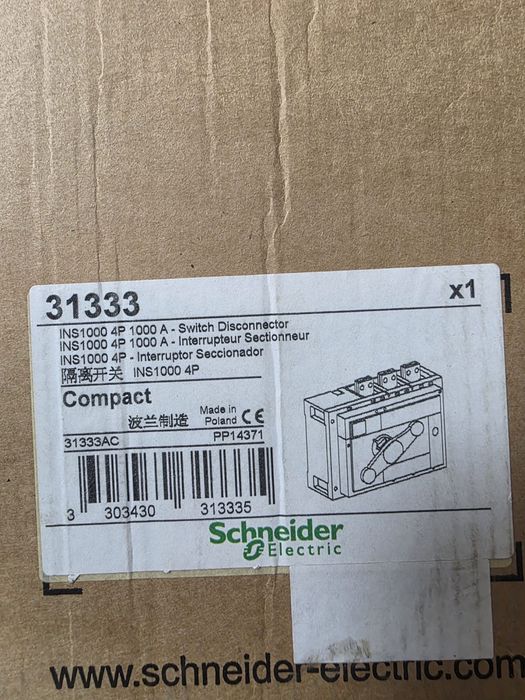 31333
x1
INS1000 4P 1000 A - Switch Disconnector
INS1000 4P 1000 A - Interrupteur Sectionneur
INS1000 4P - Interruptor Seccionador
隔离开关 INS1000 4P
Compact
波兰制造 Made in Poland CE
31333AC PP14371
3 303430 313335
Schneider
Electric
www.schneider-electric.com